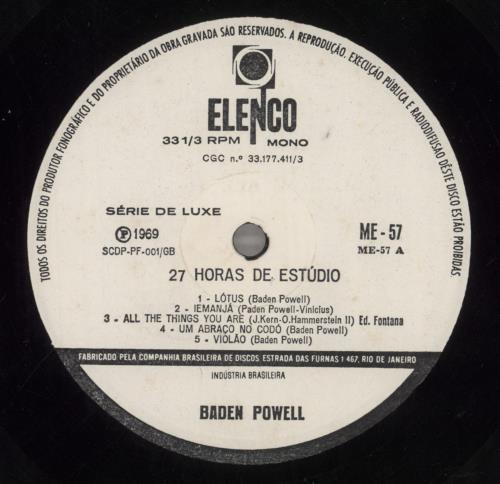 TODOS OS DIREITOS DO PRODUTOR FONOGRÁFICO E DO PROPRIETÁRIO DA OBRA GRAVADA SÃO RESERVADOS. A REPRODUÇÃO, EXECUÇÃO PÚBLICA E RADIODIFUSÃO DÊSTE DISCO ESTÃO PROIBIDAS
ELENCO
33 1/3 RPM MONO
CGC n.º 33.177.411/3
SÉRIE DE LUXE
Ⓟ 1969
SCDP-PF-001/GB
ME - 57
ME-57 A
27 HORAS DE ESTÚDIO
1 - LÓTUS (Baden Powell)
2 - IEMANJÁ (Paden Powell-Vinicius)
3 - ALL THE THINGS YOU ARE (J.Kern-O.Hammerstein II) Ed. Fontana
4 - UM ABRAÇO NO CODÓ (Baden Powell)
5 - VIOLÃO (Baden Powell)
FABRICADO PELA COMPANHIA BRASILEIRA DE DISCOS ESTRADA DAS FURNAS 1 467, RIO DE JANEIRO
INDÚSTRIA BRASILEIRA
BADEN POWELL